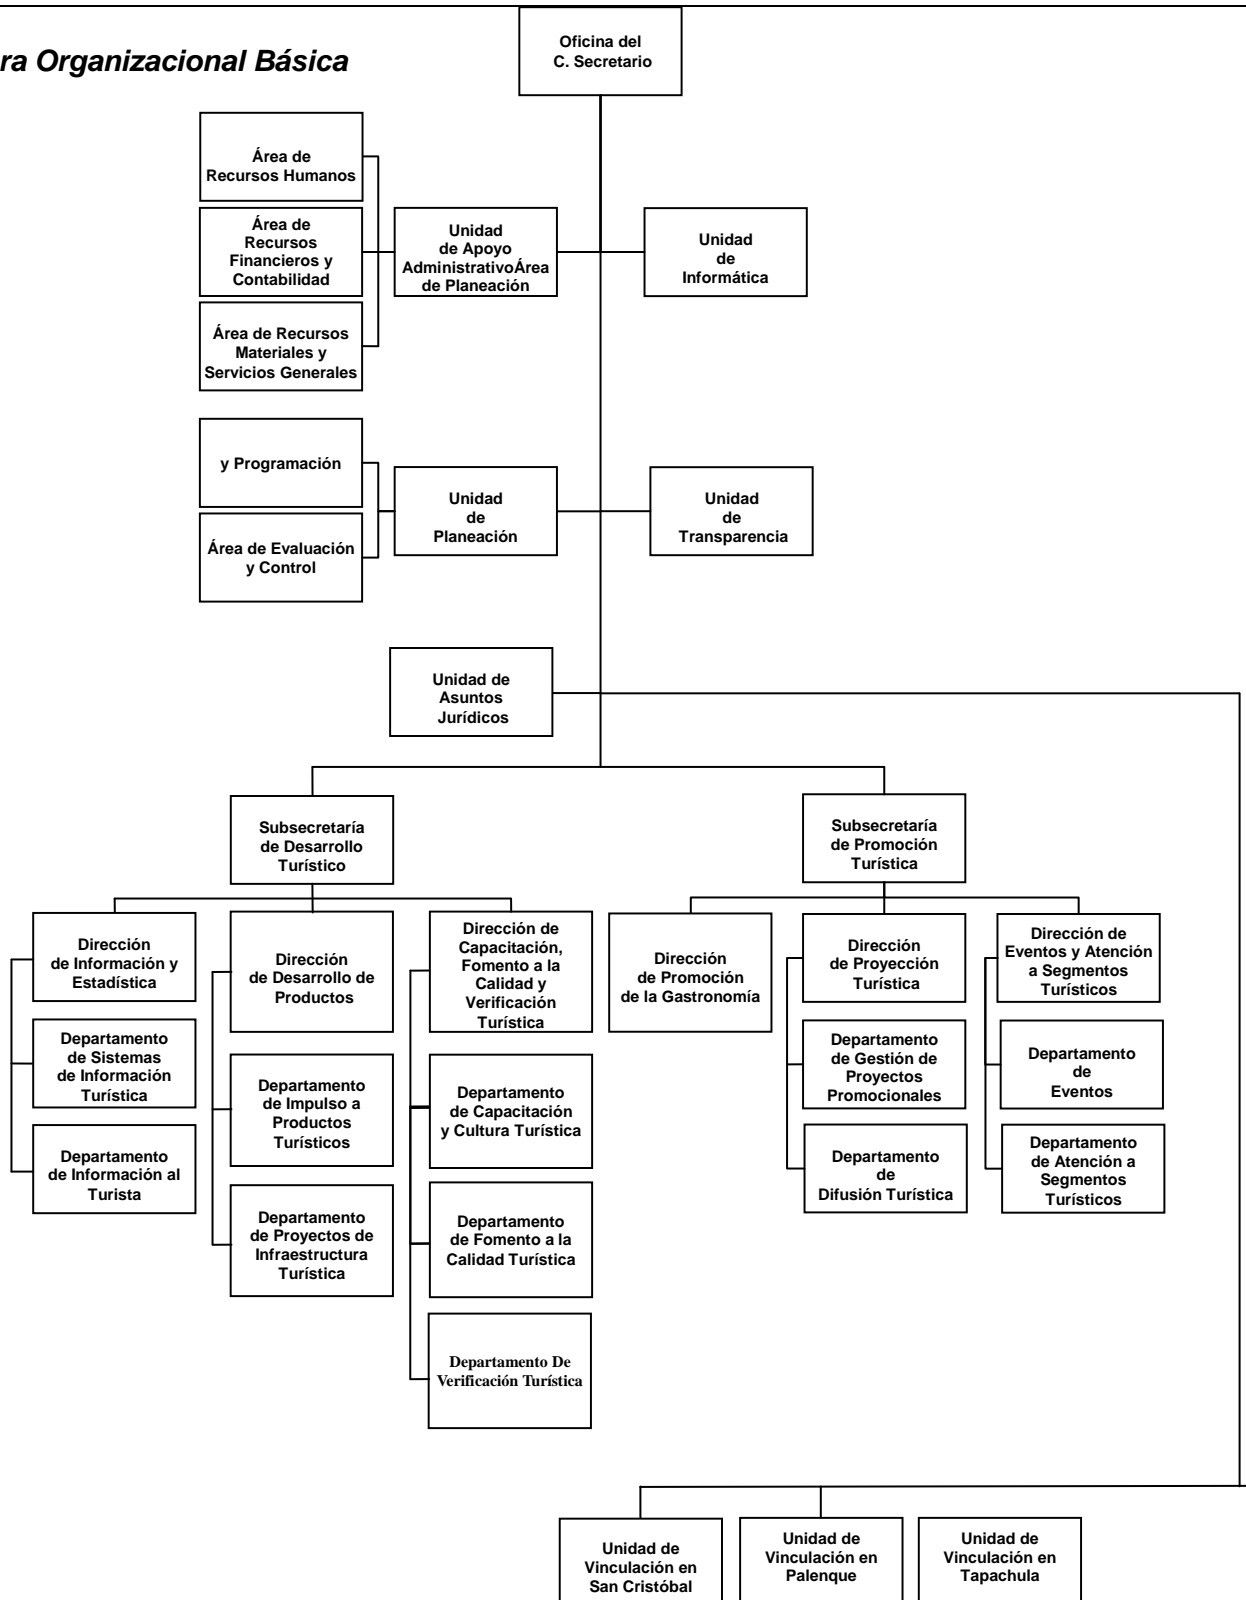 ra Organizacional Básica
Oficina del
C. Secretario
Área de
Recursos Humanos
Área de
Recursos
Financieros y
Contabilidad
Área de Recursos
Materiales y
Servicios Generales
Unidad
de Apoyo
AdministrativoÁrea
de Planeación
Unidad
de
Informática
y Programación
Área de Evaluación
y Control
Unidad
de
Planeación
Unidad
de
Transparencia
Unidad de
Asuntos
Jurídicos
Subsecretaría
de Desarrollo
Turístico
Subsecretaría
de Promoción
Turística
Dirección
de Información y
Estadística
Departamento
de Sistemas
de Información
Turística
Departamento
de Información al
Turista
Dirección
de Desarrollo de
Productos
Departamento
de Impulso a
Productos
Turísticos
Departamento
de Proyectos de
Infraestructura
Turística
Dirección de
Capacitación,
Fomento a la
Calidad y
Verificación
Turística
Departamento
de Capacitación
y Cultura Turística
Departamento
de Fomento a la
Calidad Turística
Departamento De
Verificación Turística
Dirección
de Promoción
de la Gastronomía
Dirección
de Proyección
Turística
Departamento
de Gestión de
Proyectos
Promocionales
Departamento
de
Difusión Turística
Dirección de
Eventos y Atención
a Segmentos
Turísticos
Departamento
de
Eventos
Departamento
de Atención a
Segmentos
Turísticos
Unidad de
Vinculación en
San Cristóbal
Unidad de
Vinculación en
Palenque
Unidad de
Vinculación en
Tapachula